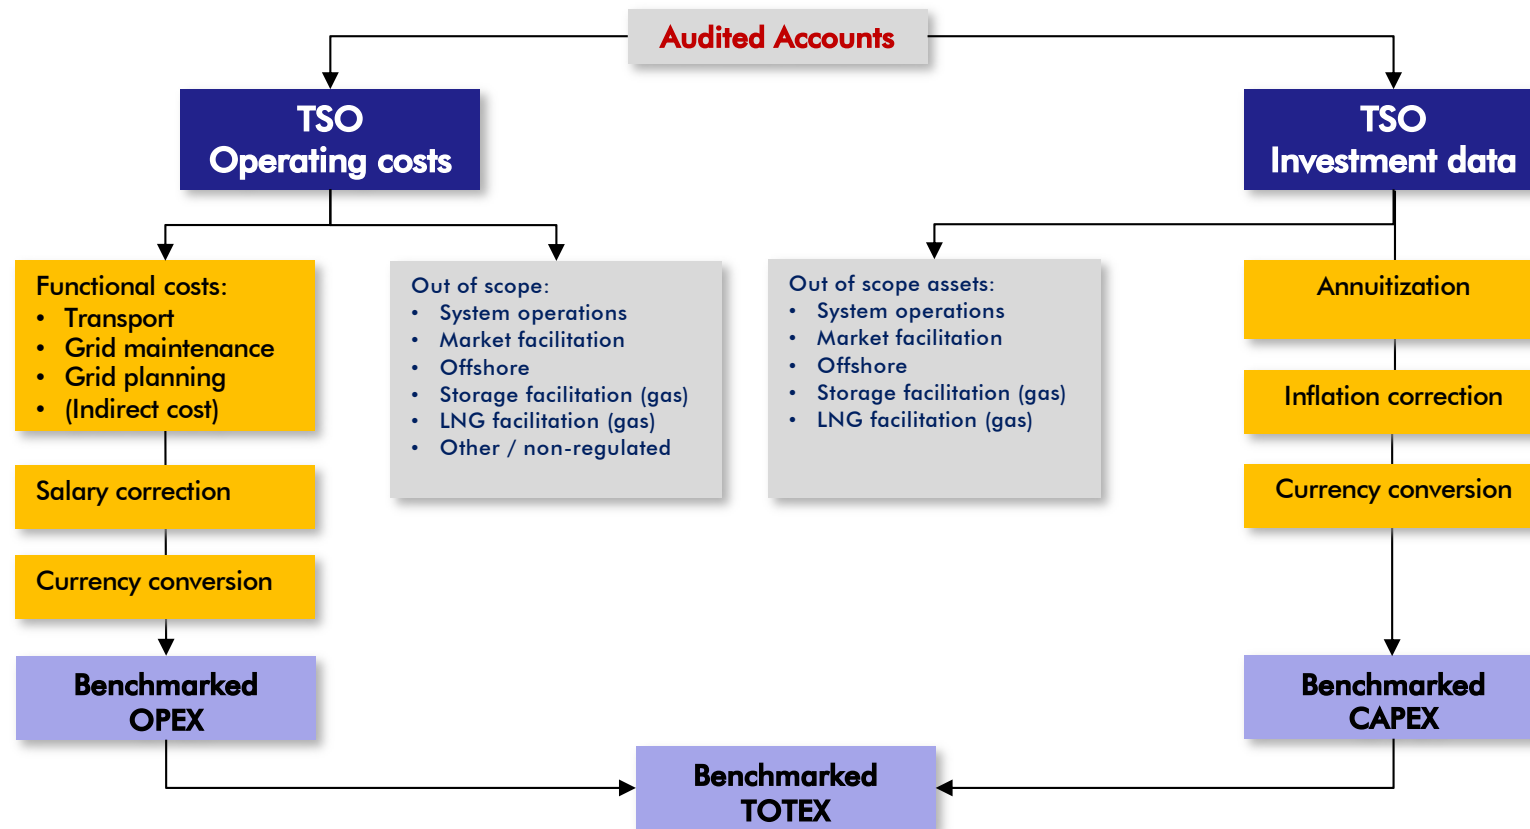 Audited Accounts
TSO
Operating costs
TSO
Investment data
Functional costs:
• Transport
• Grid maintenance
• Grid planning
• (Indirect cost)
Out of scope:
• System operations
• Market facilitation
• Offshore
• Storage facilitation (gas)
• LNG facilitation (gas)
• Other / non-regulated
Out of scope assets:
• System operations
• Market facilitation
• Offshore
• Storage facilitation (gas)
• LNG facilitation (gas)
Annuitization
Inflation correction
Salary correction
Currency conversion
Currency conversion
Benchmarked
OPEX
Benchmarked
CAPEX
Benchmarked
TOTEX